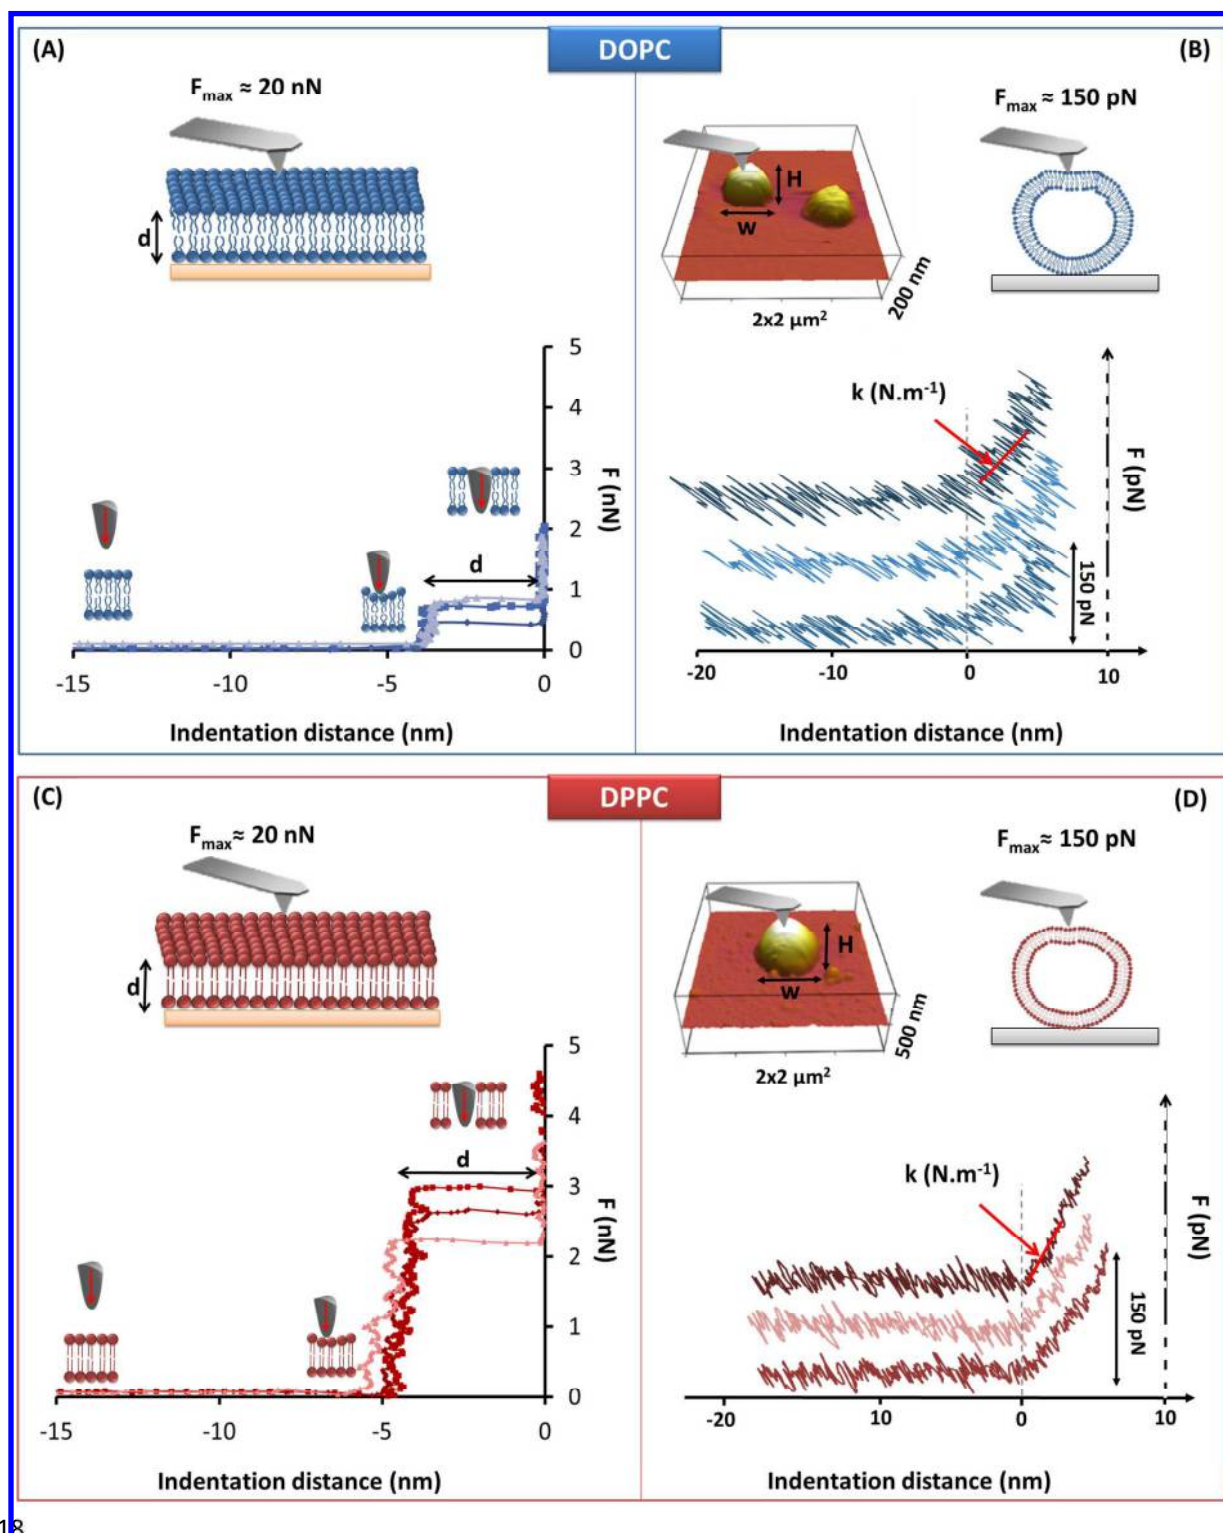 (A)
DOPC
(B)
Fmax ≈ 20 nN
d
Fmax ≈ 150 pN
H
W
200 nm
2x2 µm²
5
4
3
2
1
0
F (nN)
d
-15
-10
-5
0
Indentation distance (nm)
k (N.m⁻¹)
F (pN)
150 pN
-20
-10
0
10
Indentation distance (nm)
(C)
DPPC
(D)
Fmax≈ 20 nN
d
Fmax≈ 150 pN
H
W
500 nm
2x2 µm²
5
4
3
2
1
0
F (nN)
d
-15
-10
-5
0
Indentation distance (nm)
k (N.m⁻¹)
F (pN)
150 pN
-20
10
0
10
Indentation distance (nm)
18